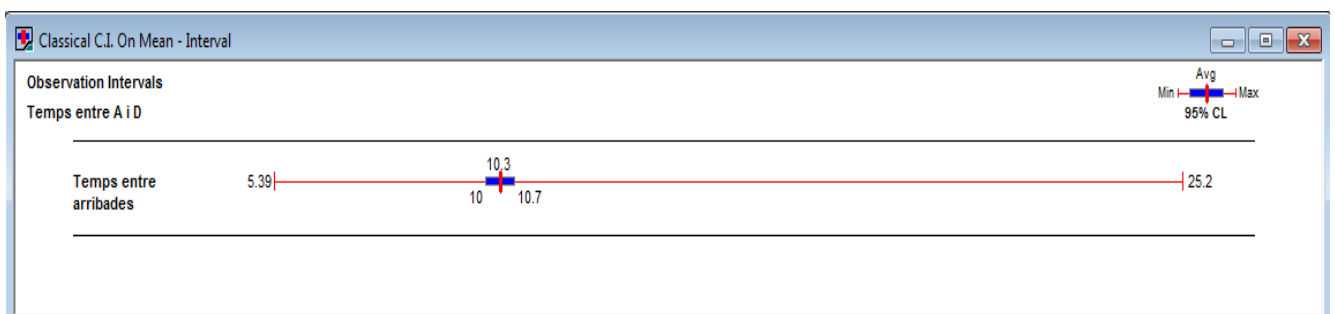 Classical C.I. On Mean - Interval
Observation Intervals
Avg
Min Max
Temps entre A i D
95% CL
10.3
Temps entre
arribades
5.39
25.2
10 10.7